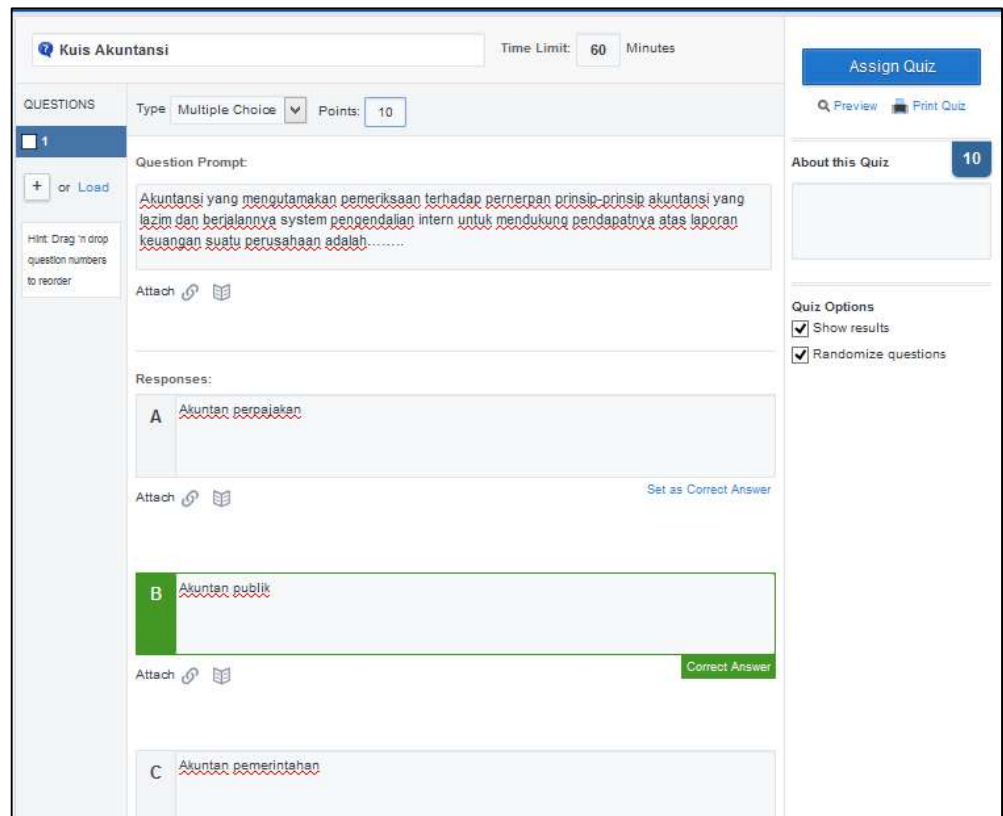 Kuis Akuntansi
Time Limit: 60 Minutes
Assign Quiz
Preview Print Quiz
QUESTIONS
Type Multiple Choice Points: 10
1
+ or Load
Hint: Drag 'n drop
question numbers
to reorder
Question Prompt:
Akuntansi yang mengutamakan pemeriksaan terhadap pernerpan prinsip-prinsip akuntansi yang
lazim dan berjalannya system pengendalian intern untuk mendukung pendapatnya atas laporan
keuangan suatu perusahaan adalah........
Attach
About this Quiz 10
Quiz Options
Show results
Randomize questions
Responses:
A Akuntan perpajakan
Set as Correct Answer
Attach
B Akuntan publik
Correct Answer
Attach
C Akuntan pemerintahan